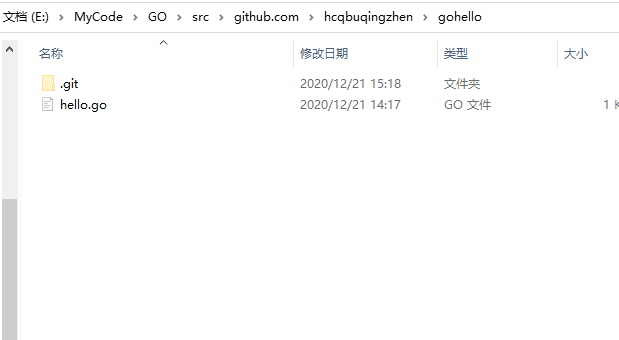 文档 (E:) > MyCode > GO > src > github.com > hcqbuqingzhen > gohello
名称 修改日期 类型 大小
.git 2020/12/21 15:18 文件夹
hello.go 2020/12/21 14:17 GO 文件 1 K